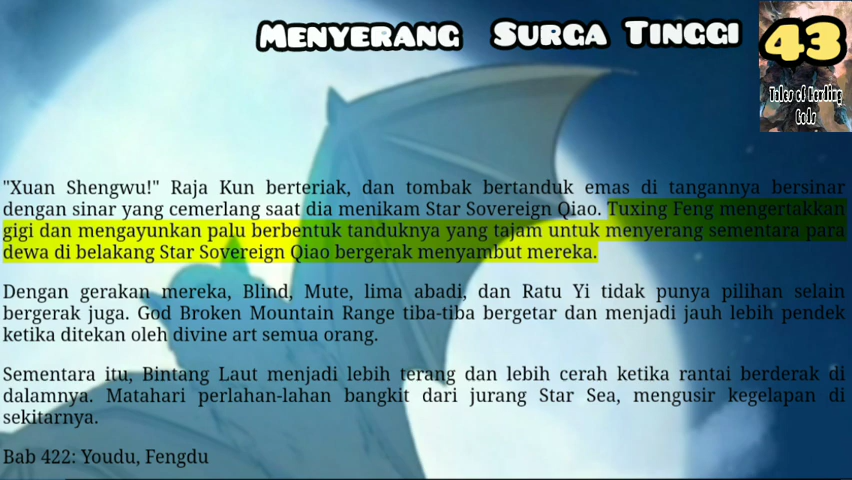 MENYERANG SURGA TINGGI
43
Tales of Herding
Gods
"Xuan Shengwu!" Raja Kun berteriak, dan tombak bertanduk emas di tangannya bersinar
dengan sinar yang cemerlang saat dia menikam Star Sovereign Qiao. Tuxing Feng mengertakkan
gigi dan mengayunkan palu berbentuk tanduknya yang tajam untuk menyerang sementara para
dewa di belakang Star Sovereign Qiao bergerak menyambut mereka.
Dengan gerakan mereka, Blind, Mute, lima abadi, dan Ratu Yi tidak punya pilihan selain
bergerak juga. God Broken Mountain Range tiba-tiba bergetar dan menjadi jauh lebih pendek
ketika ditekan oleh divine art semua orang.
Sementara itu, Bintang Laut menjadi lebih terang dan lebih cerah ketika rantai berderak di
dalamnya. Matahari perlahan-lahan bangkit dari jurang Star Sea, mengusir kegelapan di
sekitarnya.
Bab 422: Youdu, Fengdu